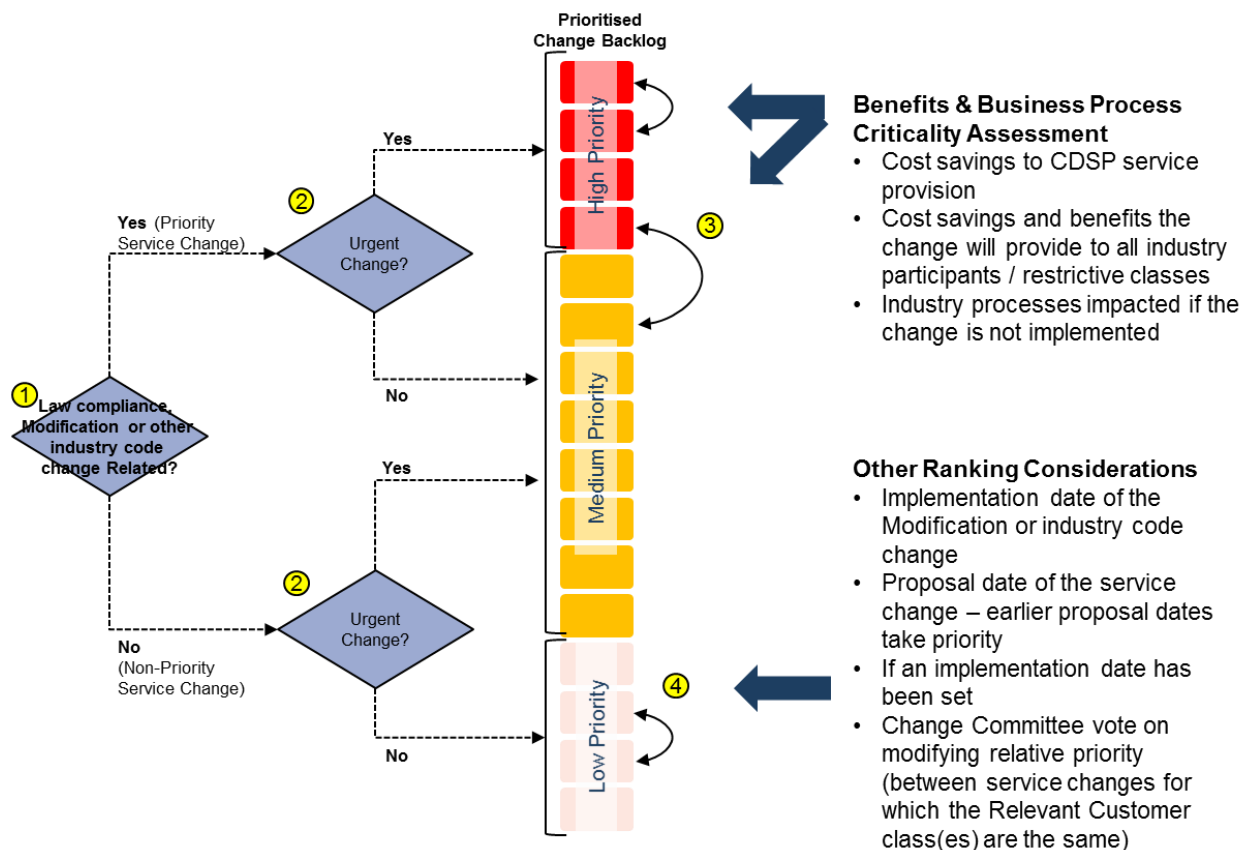 Prioritised
Change Backlog
Yes
2
Yes (Priority
Service Change)
Urgent
Change?
No
1
Law compliance,
Modification or other
industry code
change Related?
Yes
2
Urgent
Change?
No
(Non-Priority
Service Change)
No
High Priority
Medium Priority
Low Priority
3
4
Benefits & Business Process
Criticality Assessment
• Cost savings to CDSP service
provision
• Cost savings and benefits the
change will provide to all industry
participants / restrictive classes
• Industry processes impacted if the
change is not implemented
Other Ranking Considerations
• Implementation date of the
Modification or industry code
change
• Proposal date of the service
change – earlier proposal dates
take priority
• If an implementation date has
been set
• Change Committee vote on
modifying relative priority
(between service changes for
which the Relevant Customer
class(es) are the same)